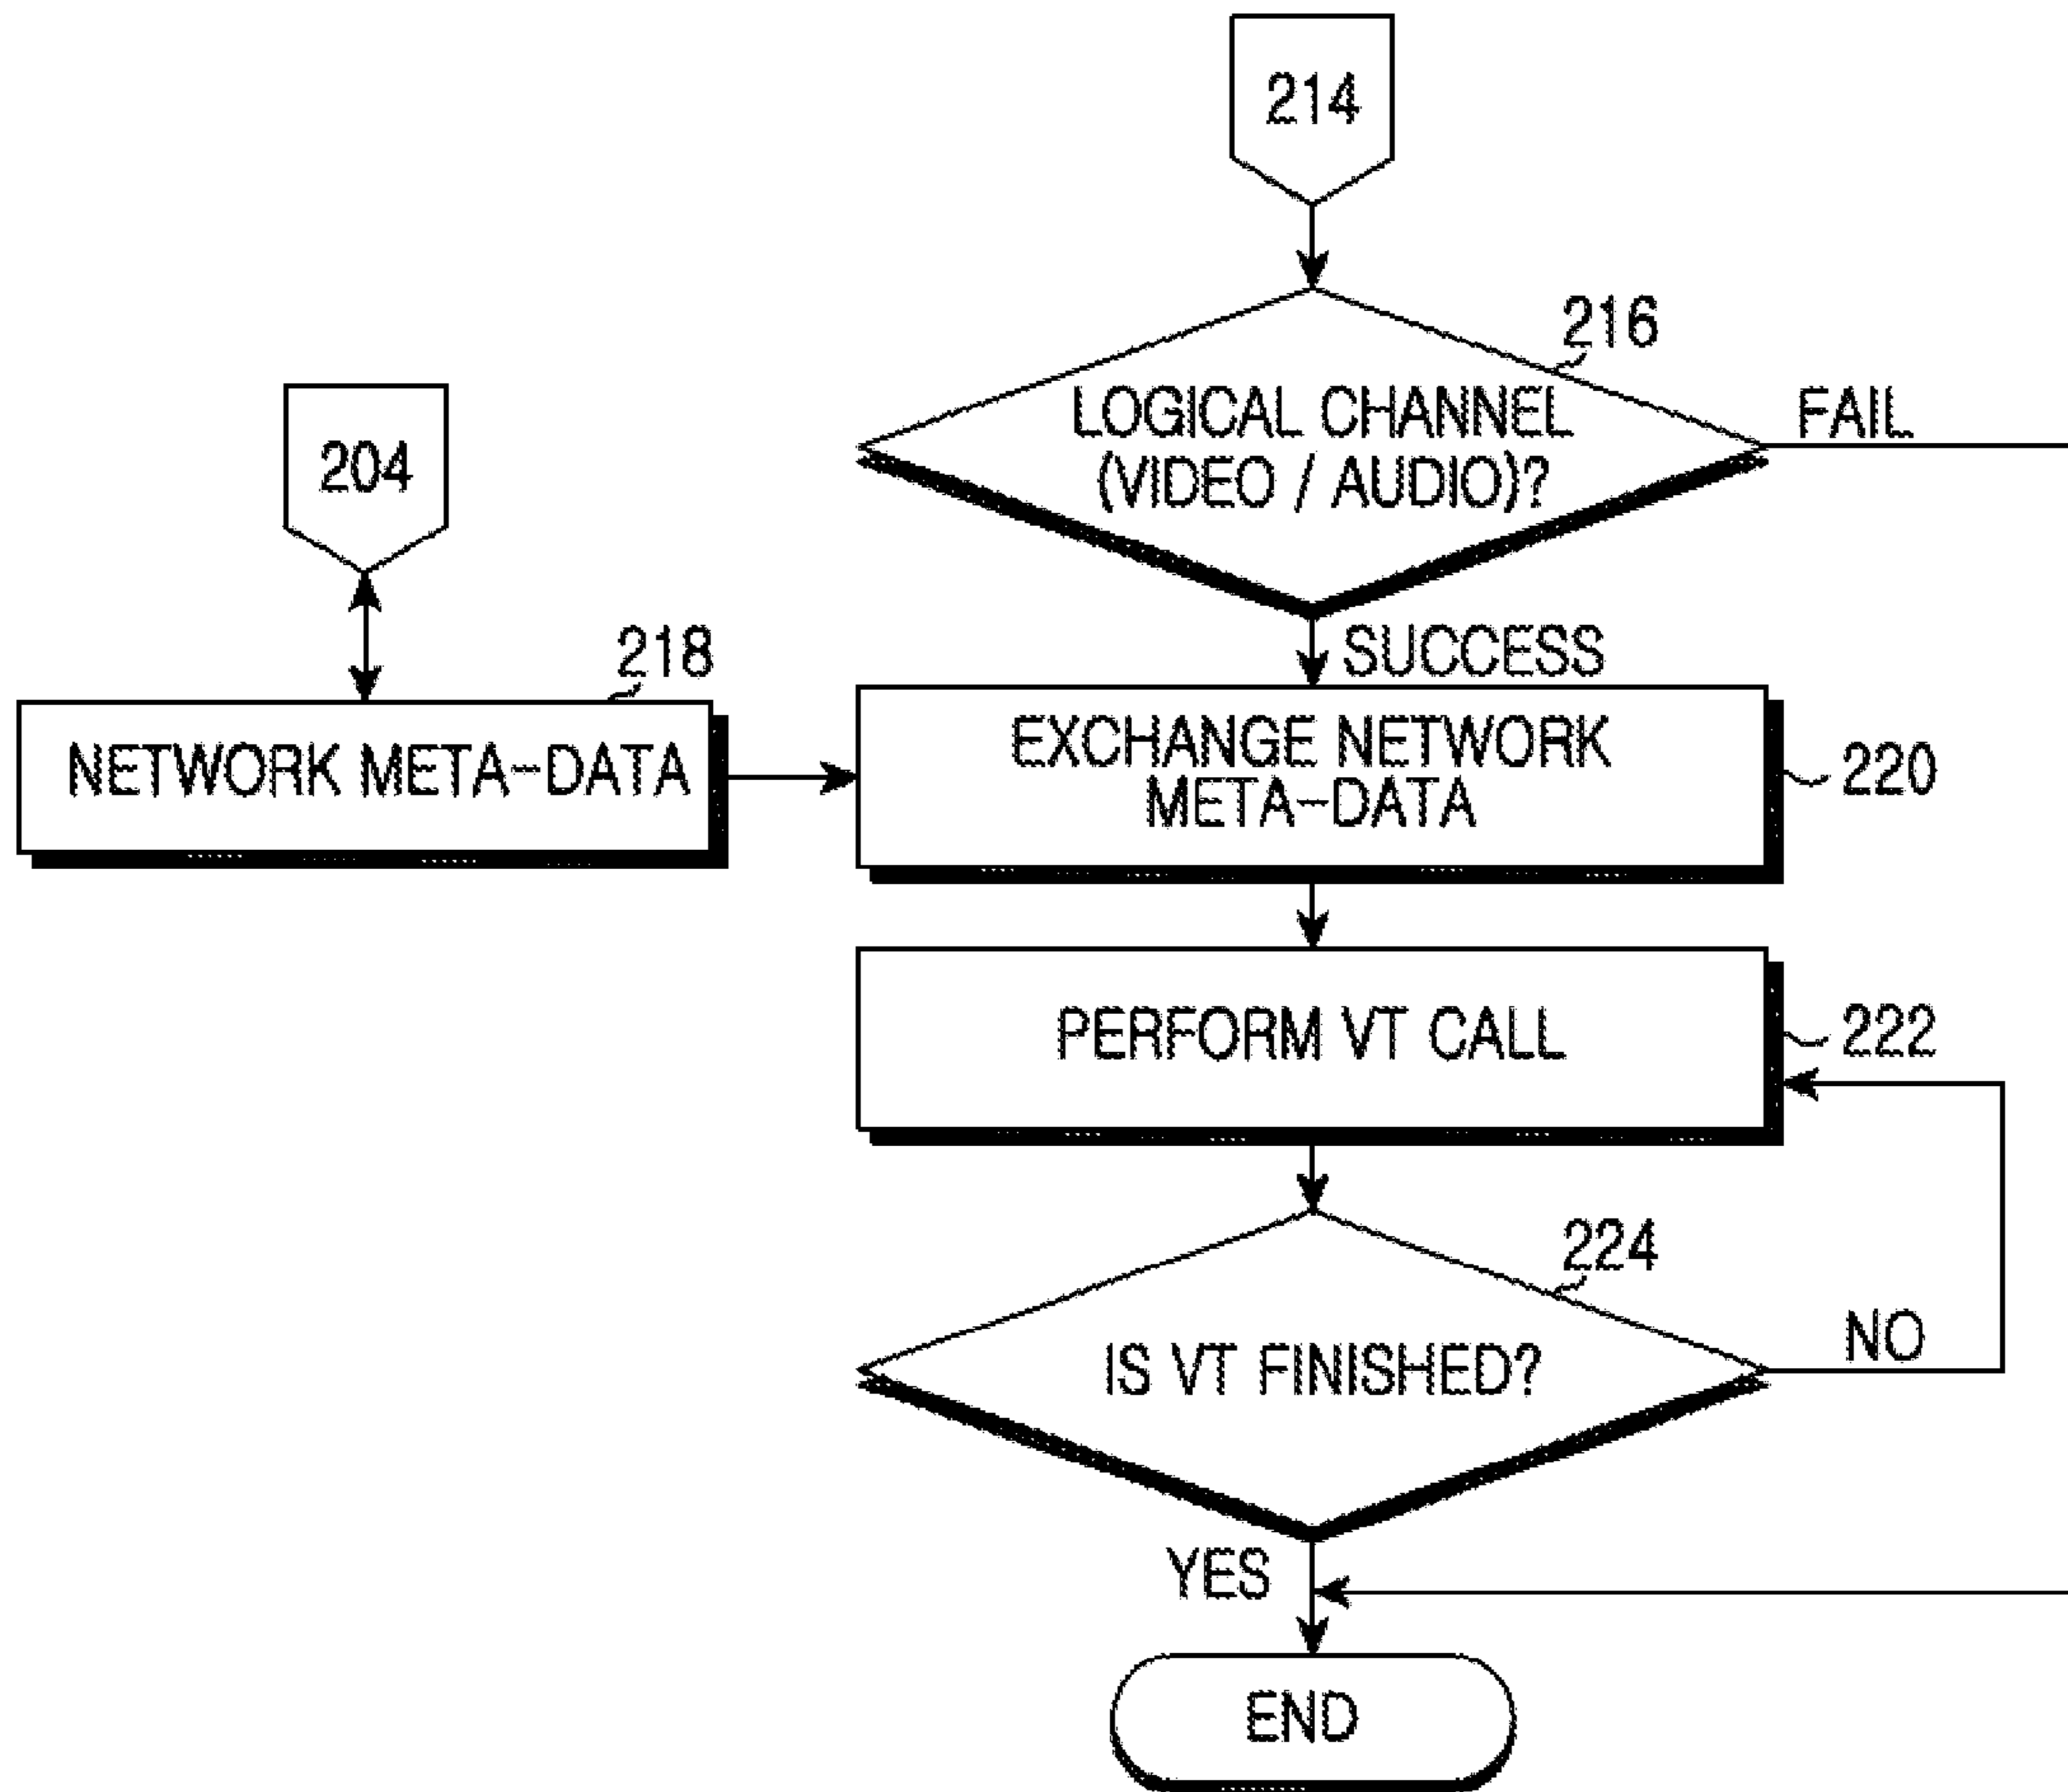 214
216
LOGICAL CHANNEL
(VIDEO / AUDIO)?
FAIL
204
SUCCESS
218
NETWORK META-DATA
EXCHANGE NETWORK
META-DATA
220
PERFORM VT CALL
222
224
IS VT FINISHED?
NO
YES
END